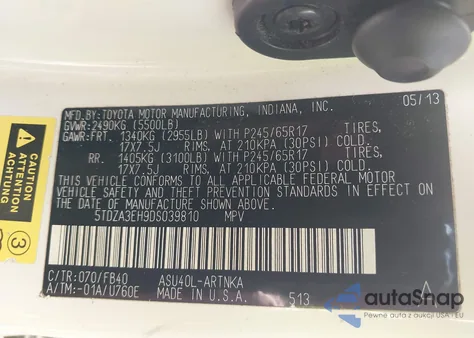 MFD.BY:TOYOTA MOTOR MANUFACTURING, INDIANA, INC.
05/13
GVWR:2490KG (5500LB)
GAWR:FRT. 1340KG (2955LB) WITH P245/65R17 TIRES,
17X7.5J RIMS, AT 210KPA (30PSI) COLD.
RR. 1405KG (3100LB) WITH P245/65R17 TIRES,
17X7.5J RIMS, AT 210KPA (30PSI) COLD.
THIS VEHICLE CONFORMS TO ALL APPLICABLE FEDERAL MOTOR
VEHICLE SAFETY AND THEFT PREVENTION STANDARDS IN EFFECT ON
THE DATE OF MANUFACTURE SHOWN ABOVE.
5TDZA3EH9DS039810 MPV
C/TR:070/FB40 ASU40L-ARTNKA
A/TM:-01A/U760E MADE IN U.S.A. 513
3
autoSnap
Pewne auta z USA